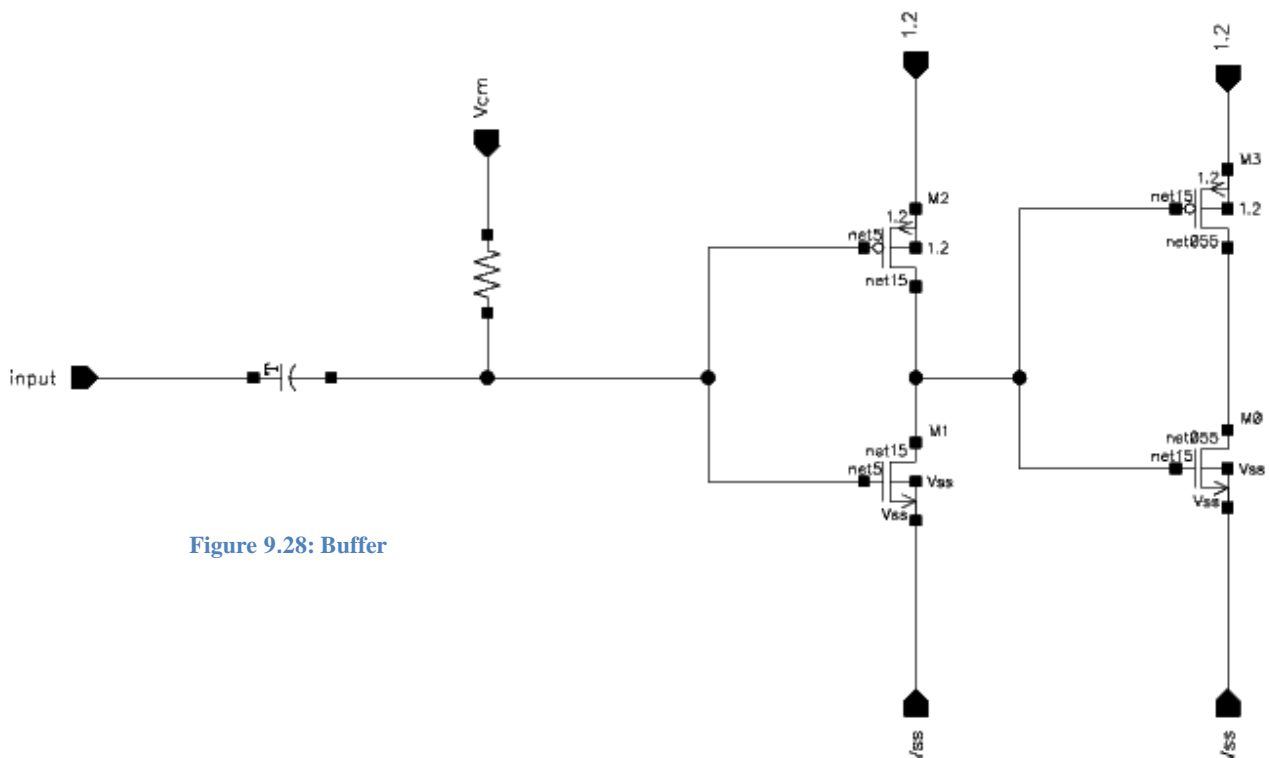 1.2
1.2
Vcm
M3
1.2
net15
1.2
net055
M2
1.2
net5
1.2
net15
input
T
M1
net15
net5
Vss
Vss
M0
net055
net15
Vss
Vss
Figure 9.28: Buffer
Vss
Vss